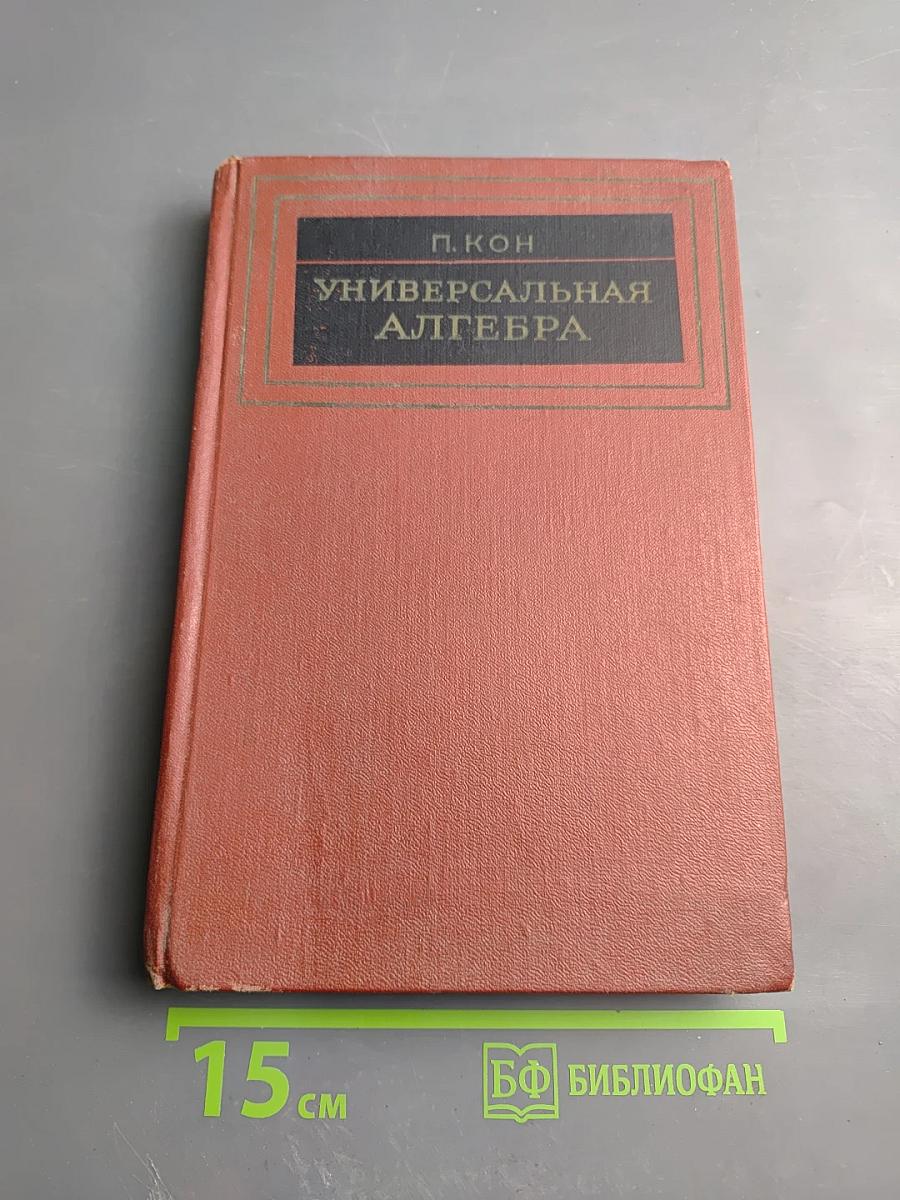 П. КОН
УНИВЕРСАЛЬНАЯ
АЛГЕБРА
15 см
БФ БИБЛИОФАН